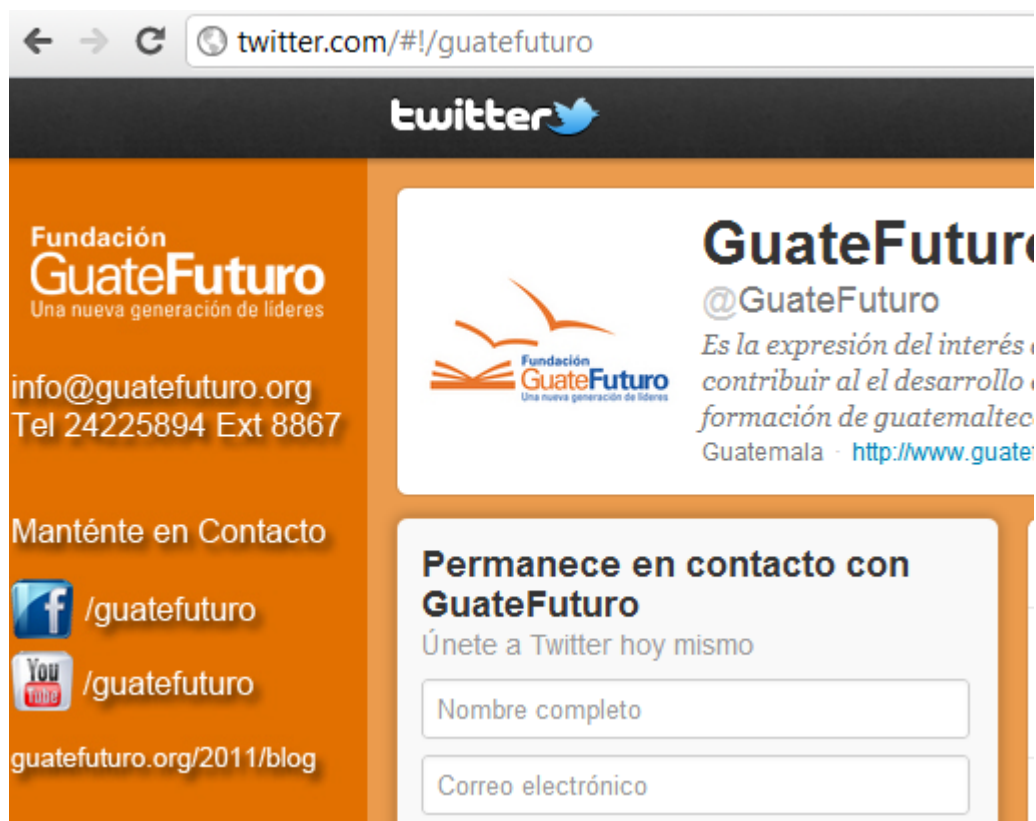 twitter.com/#!/guatefuturo
twitter
Fundación
GuateFuturo
Una nueva generación de líderes
info@guatefuturo.org
Tel 24225894 Ext 8867
Manténte en Contacto
/guatefuturo
You
Tube
/guatefuturo
guatefuturo.org/2011/blog
Fundación
GuateFuturo
Una nueva generación de líderes
GuateFuturo
@GuateFuturo
Es la expresión del interés
contribuir al el desarrollo
formación de guatemaltec
Guatemala · http://www.guatef
Permanece en contacto con
GuateFuturo
Únete a Twitter hoy mismo
Nombre completo
Correo electrónico